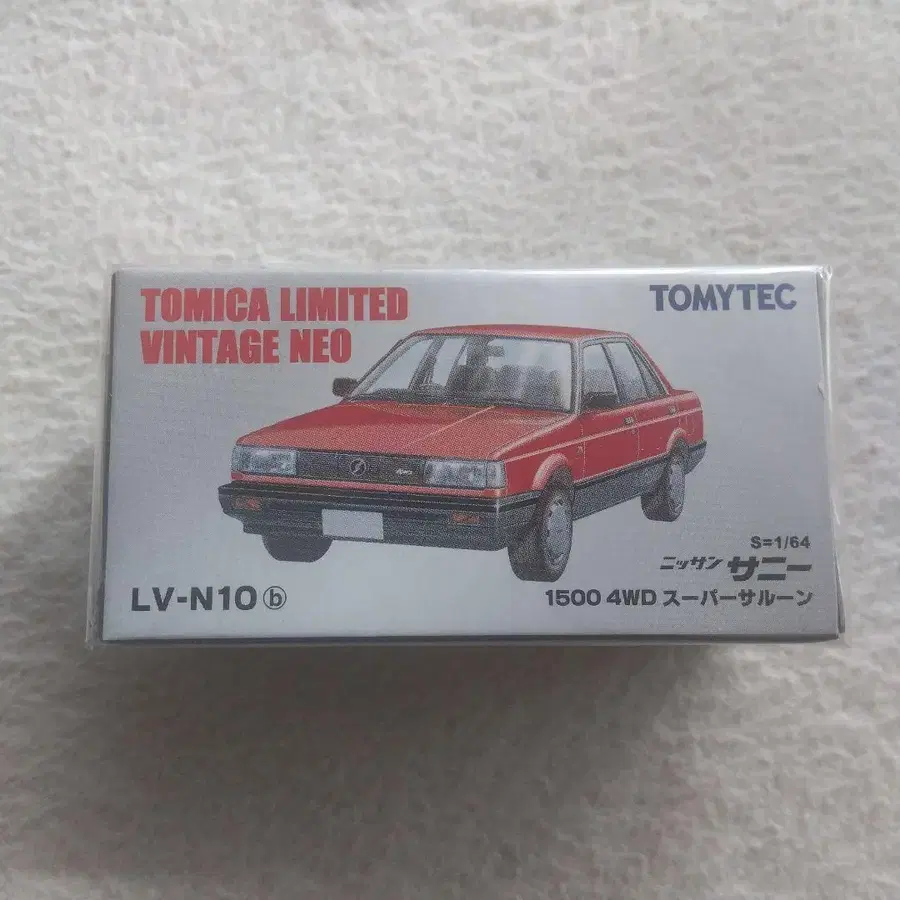 TOMICA LIMITED
VINTAGE NEO
TOMYTEC
S=1/64
ニッサン サニー
1500 4WD スーパーサルーン
LV-N10 ⓑ